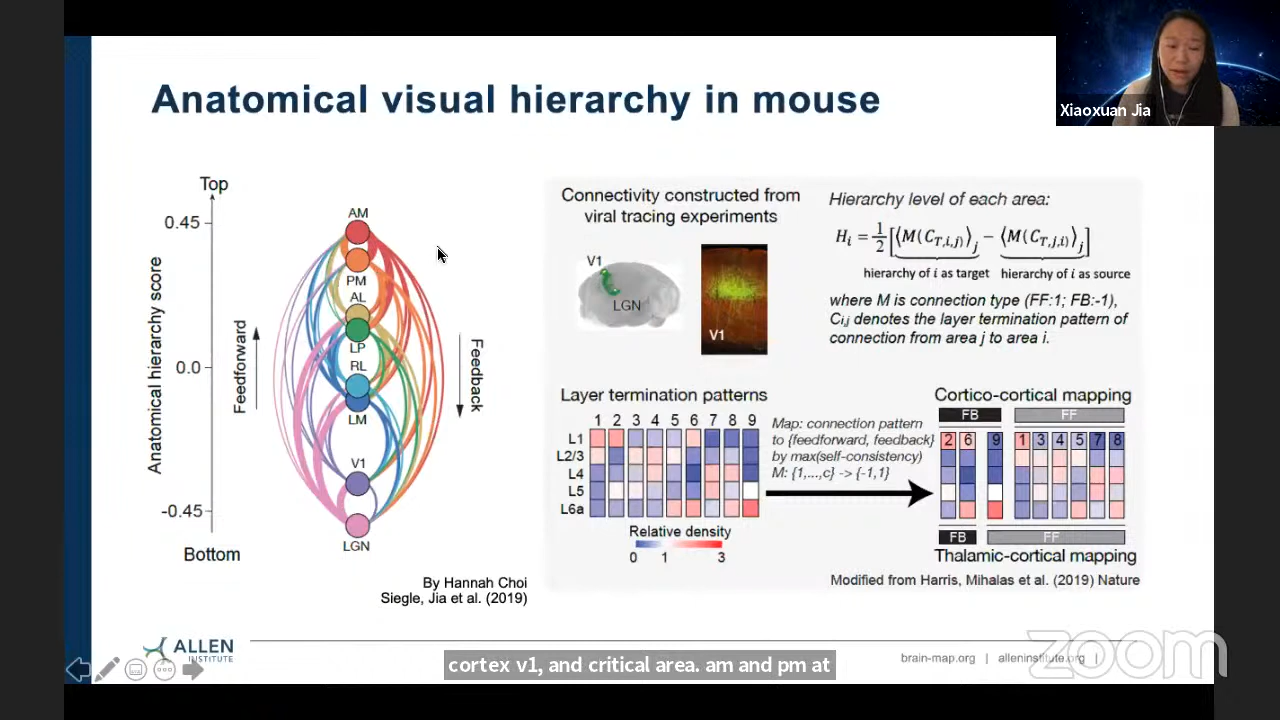 Xiaoxuan Jia
Anatomical visual hierarchy in mouse
Top
0.45
0.0
-0.45
Bottom
Anatomical hierarchy score
Feedforward
Feedback
AM
PM
AL
LP
RL
LM
V1
LGN
By Hannah Choi
Siegle, Jia et al. (2019)
Connectivity constructed from
viral tracing experiments
V1
LGN
V1
Hierarchy level of each area:
H_i = 1/2 [⟨M(C_{T,i,j})⟩_j − ⟨M(C_{T,j,i})⟩_j]
hierarchy of i as target hierarchy of i as source
where M is connection type (FF:1; FB:-1),
C_{i,j} denotes the layer termination pattern of
connection from area j to area i.
Layer termination patterns
1 2 3 4 5 6 7 8 9
L1
L2/3
L4
L5
L6a
Relative density
0 1 3
Map: connection pattern
to {feedforward, feedback}
by max(self-consistency)
M: {1,...,c} -> {-1,1}
Cortico-cortical mapping
FB FF
2 6 9 1 3 4 5 7 8
FB FF
Thalamic-cortical mapping
Modified from Harris, Mihalas et al. (2019) Nature
ALLEN
INSTITUTE
brain-map.org | alleninstitute.org |
zoom
cortex v1, and critical area. am and pm at